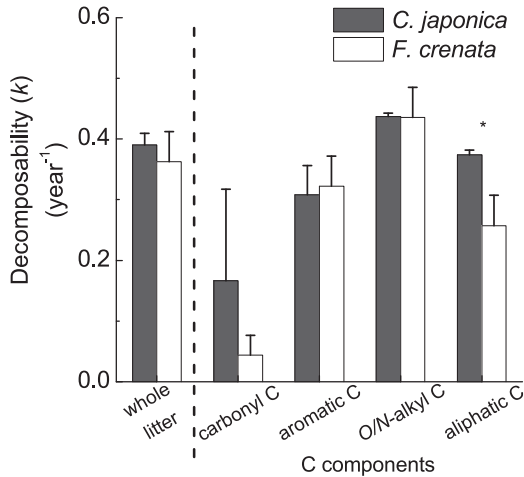 C. japonica
F. crenata
Decomposability (k)
(year⁻¹)
0.6
0.4
0.2
0.0
*
whole
litter
carbonyl C
aromatic C
O/N-alkyl C
aliphatic C
C components